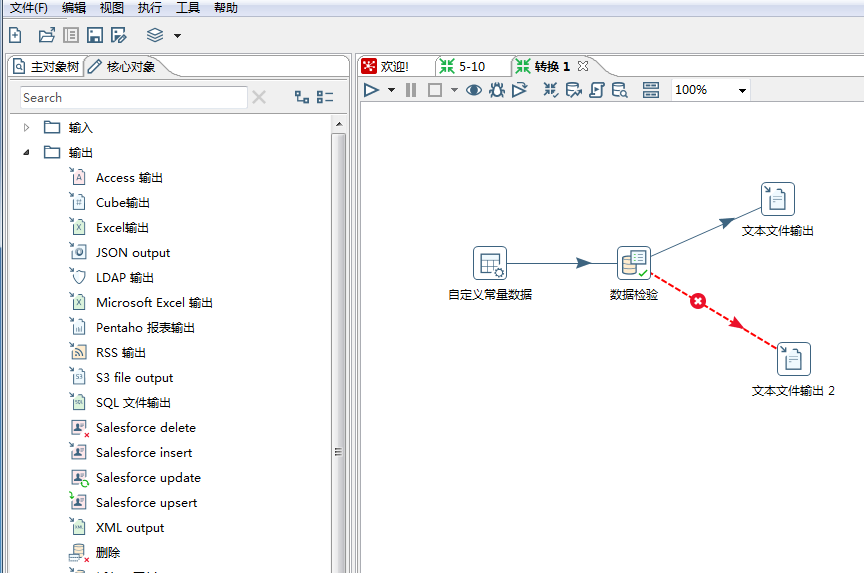 文件(F) 编辑 视图 执行 工具 帮助
主对象树 核心对象
Search
输入
输出
Access 输出
Cube输出
Excel输出
JSON output
LDAP 输出
Microsoft Excel 输出
Pentaho 报表输出
RSS 输出
S3 file output
SQL 文件输出
Salesforce delete
Salesforce insert
Salesforce update
Salesforce upsert
XML output
删除
欢迎! 5-10 转换 1
100%
文本文件输出
自定义常量数据
数据检验
文本文件输出 2